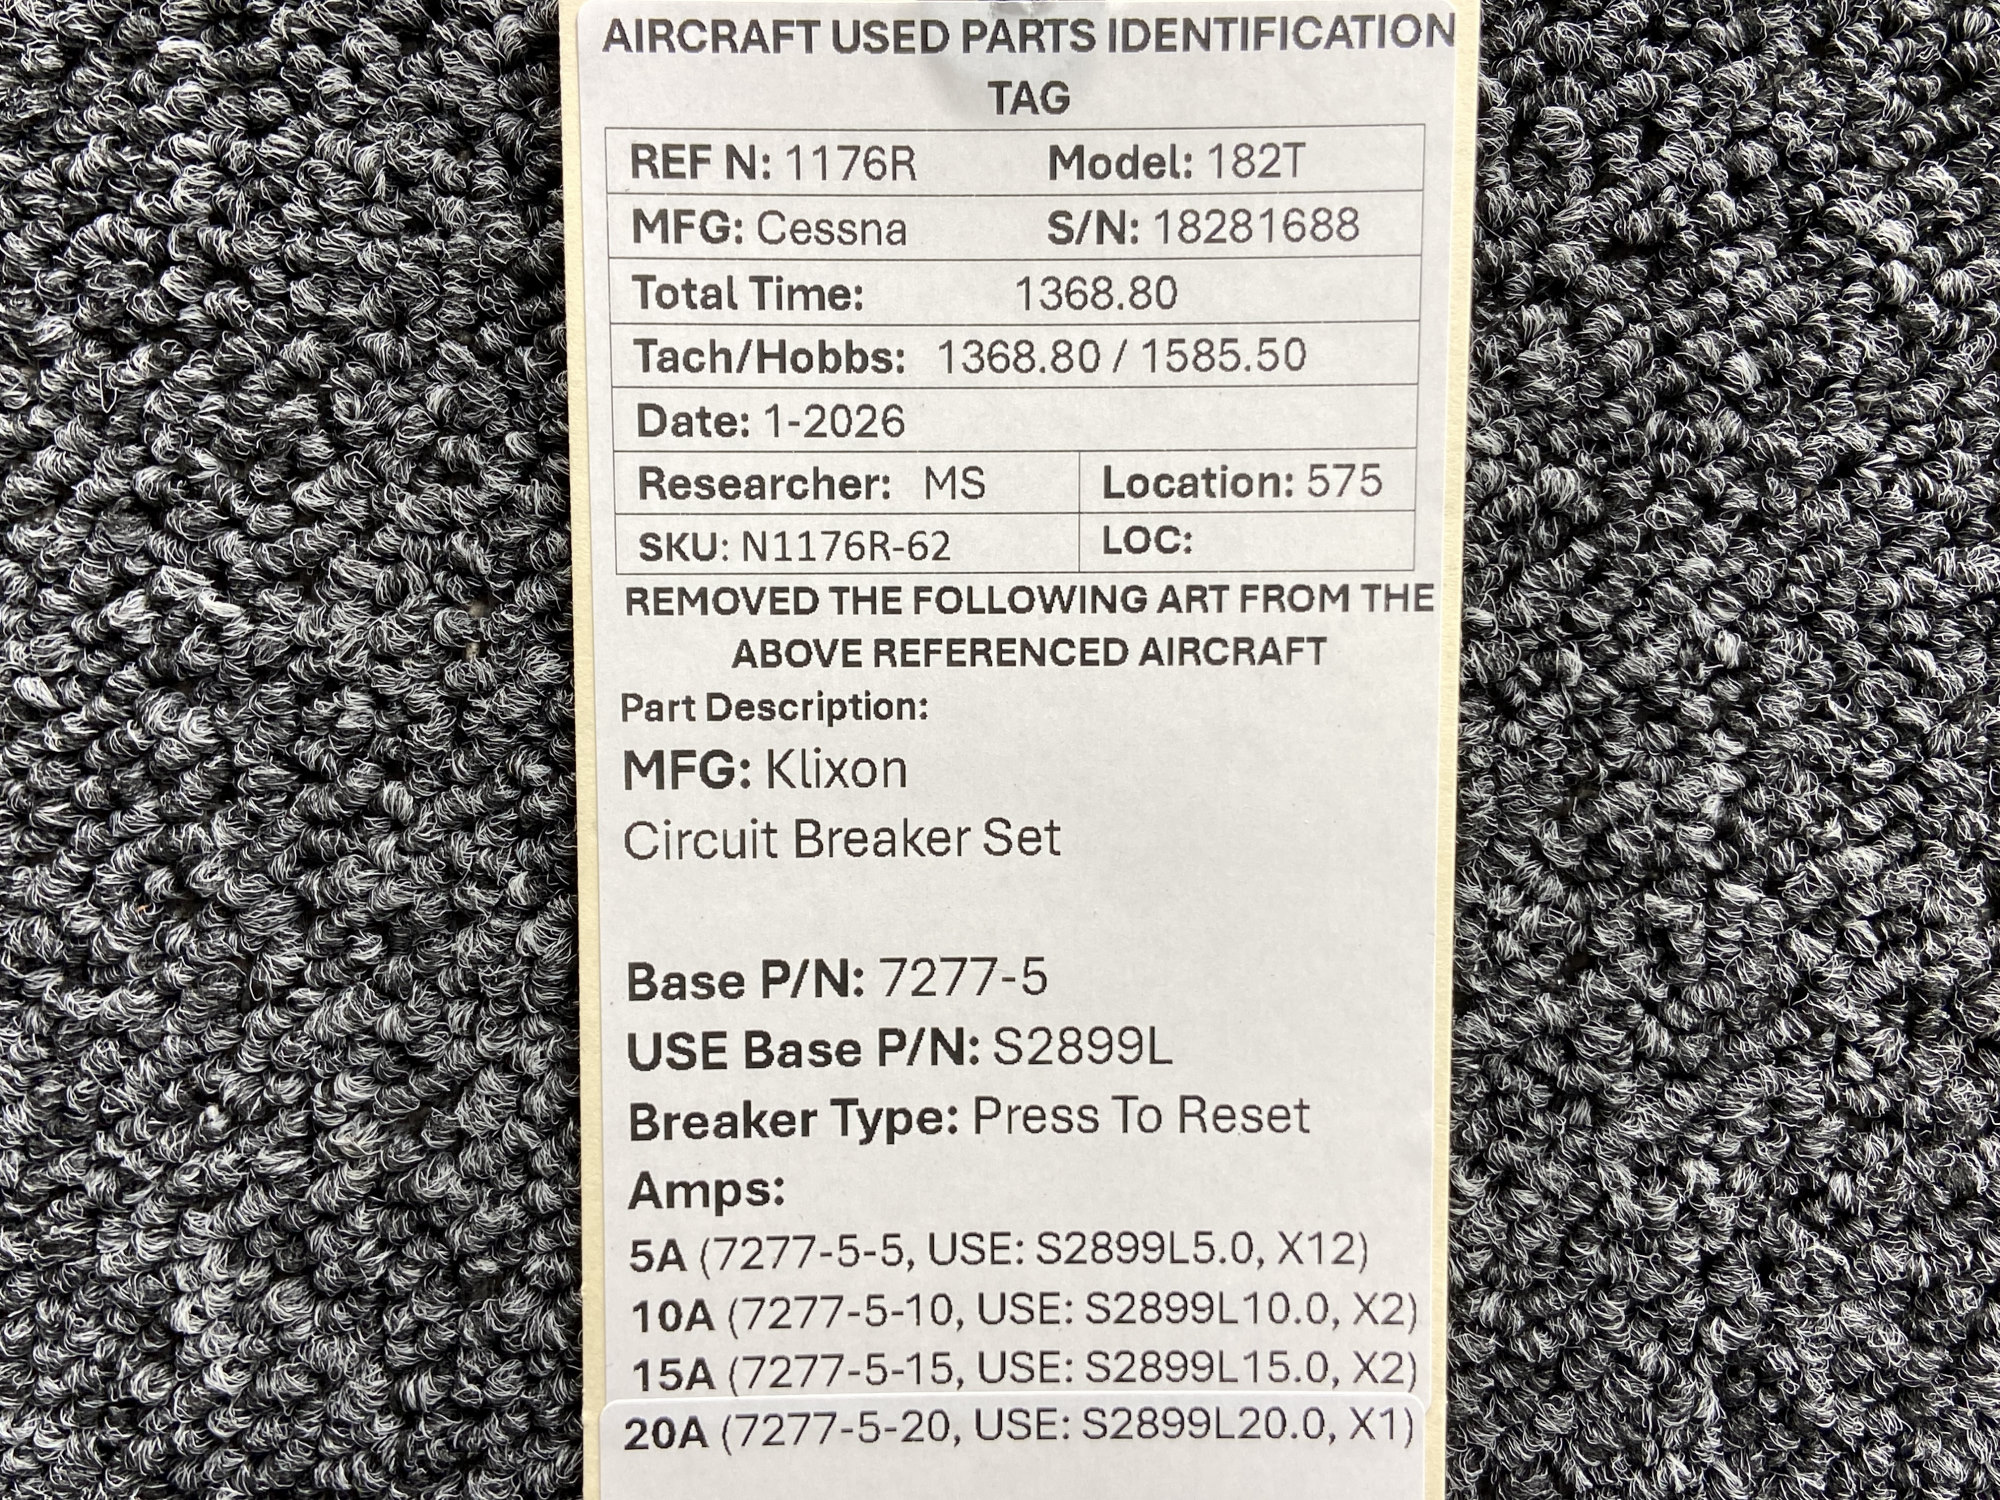 AIRCRAFT USED PARTS IDENTIFICATION
TAG
REF N: 1176R Model: 182T
MFG: Cessna S/N: 18281688
Total Time: 1368.80
Tach/Hobbs: 1368.80 / 1585.50
Date: 1-2026
Researcher: MS Location: 575
SKU: N1176R-62 LOC:
REMOVED THE FOLLOWING ART FROM THE
ABOVE REFERENCED AIRCRAFT
Part Description:
MFG: Klixon
Circuit Breaker Set
Base P/N: 7277-5
USE Base P/N: S2899L
Breaker Type: Press To Reset
Amps:
5A (7277-5-5, USE: S2899L5.0, X12)
10A (7277-5-10, USE: S2899L10.0, X2)
15A (7277-5-15, USE: S2899L15.0, X2)
20A (7277-5-20, USE: S2899L20.0, X1)